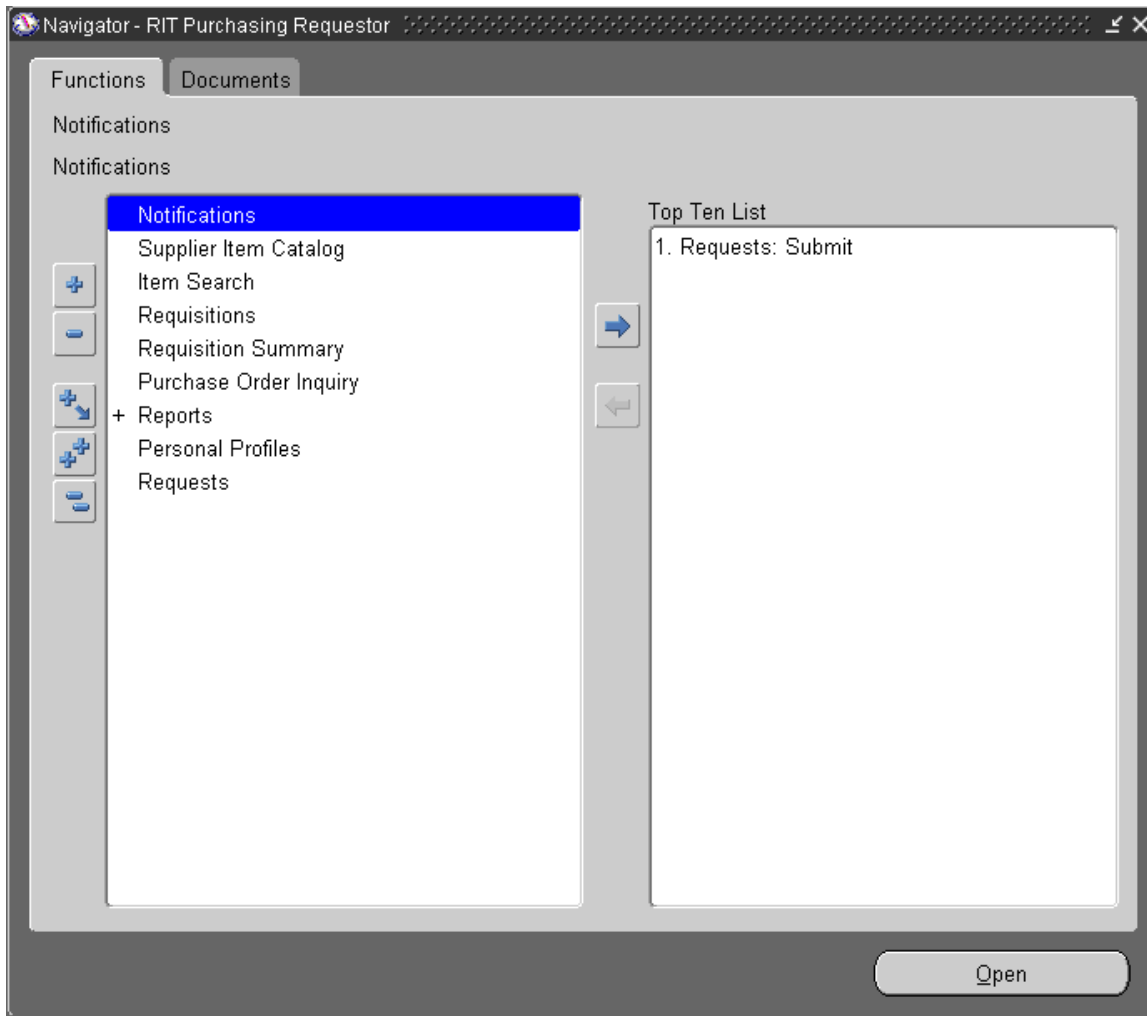 Navigator - RIT Purchasing Requestor
Functions Documents
Notifications
Notifications
Notifications
Supplier Item Catalog
Item Search
Requisitions
Requisition Summary
Purchase Order Inquiry
+ Reports
Personal Profiles
Requests
Top Ten List
1. Requests: Submit
Open